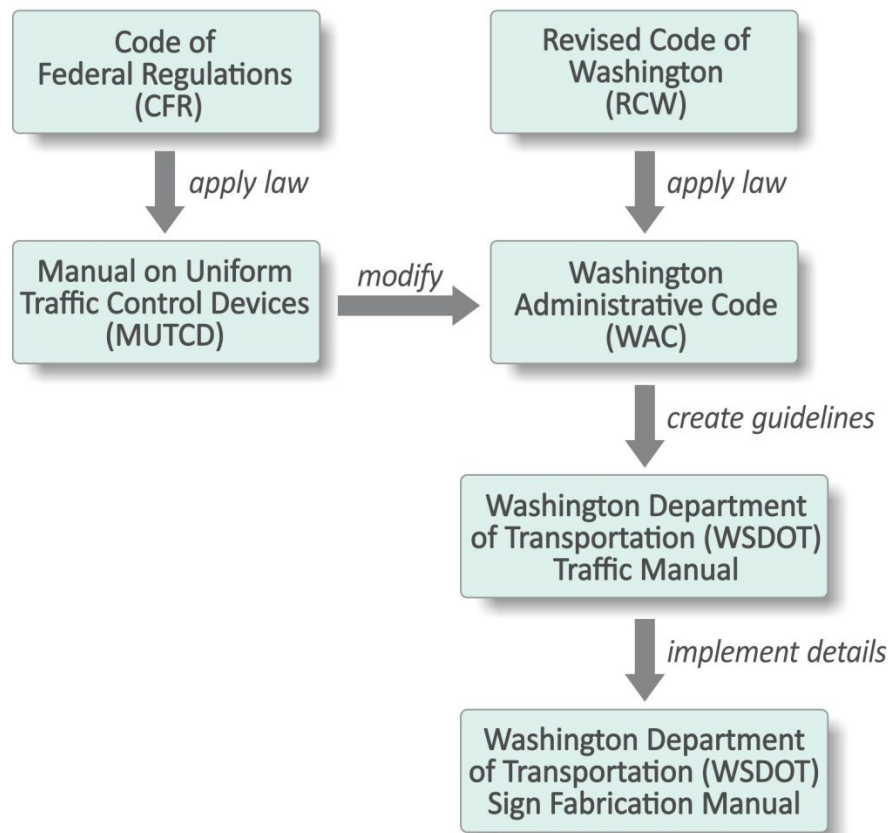 Code of
Federal Regulations
(CFR)
Revised Code of
Washington
(RCW)
apply law
apply law
Manual on Uniform
Traffic Control Devices
(MUTCD)
modify
Washington
Administrative Code
(WAC)
create guidelines
Washington Department
of Transportation (WSDOT)
Traffic Manual
implement details
Washington Department
of Transportation (WSDOT)
Sign Fabrication Manual